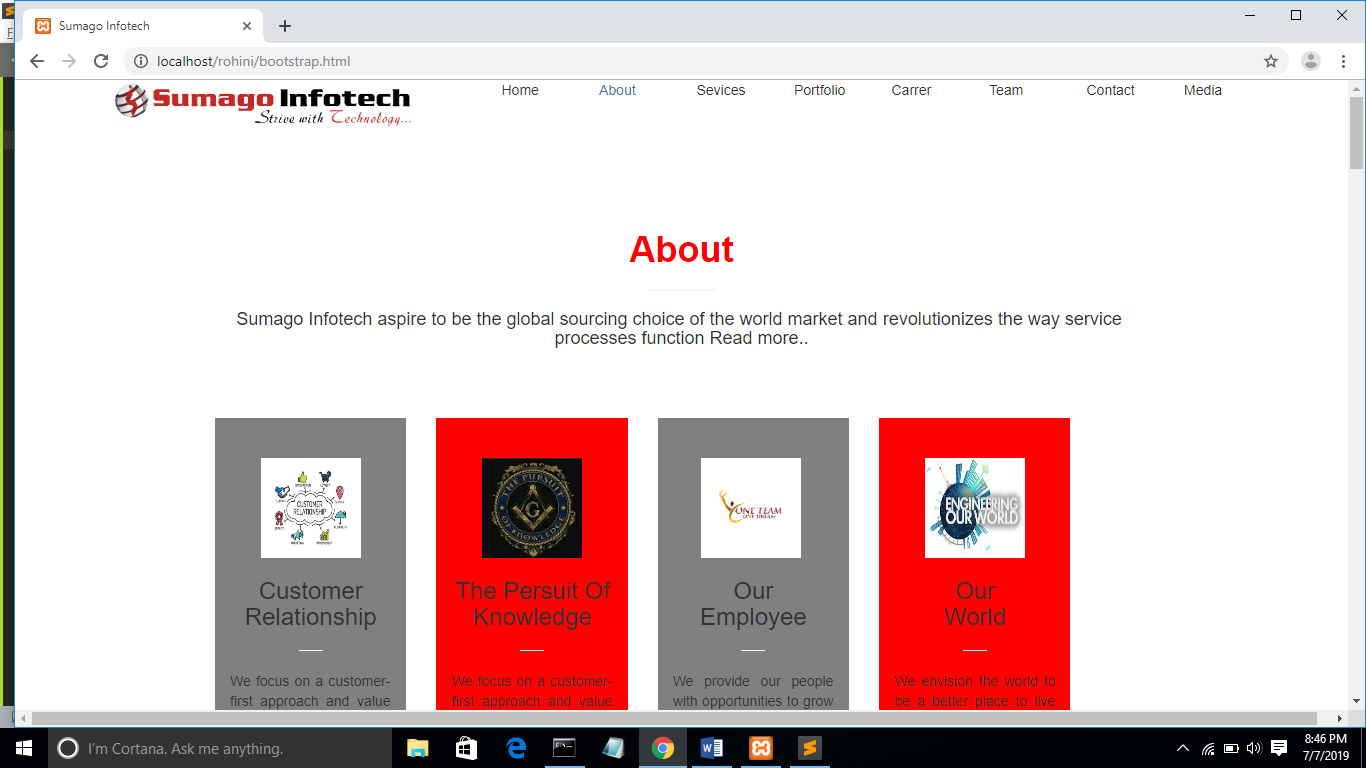 Sumago Infotech
localhost/rohini/bootstrap.html
Sumago Infotech
Strive with Technology...
Home About Sevices Portfolio Carrer Team Contact Media
About
Sumago Infotech aspire to be the global sourcing choice of the world market and revolutionizes the way service
processes function Read more..
CUSTOMER
RELATIONSHIP
THE PURSUIT
OF KNOWLEDGE
G
ONE TEAM
ONE DREAM
ENGINEERING
OUR WORLD
Customer
Relationship
The Persuit Of
Knowledge
Our
Employee
Our
World
We focus on a customer-
first approach and value
We focus on a customer-
first approach and value
We provide our people
with opportunities to grow
We envision the world to
be a better place to live
I'm Cortana. Ask me anything.
8:46 PM
7/7/2019